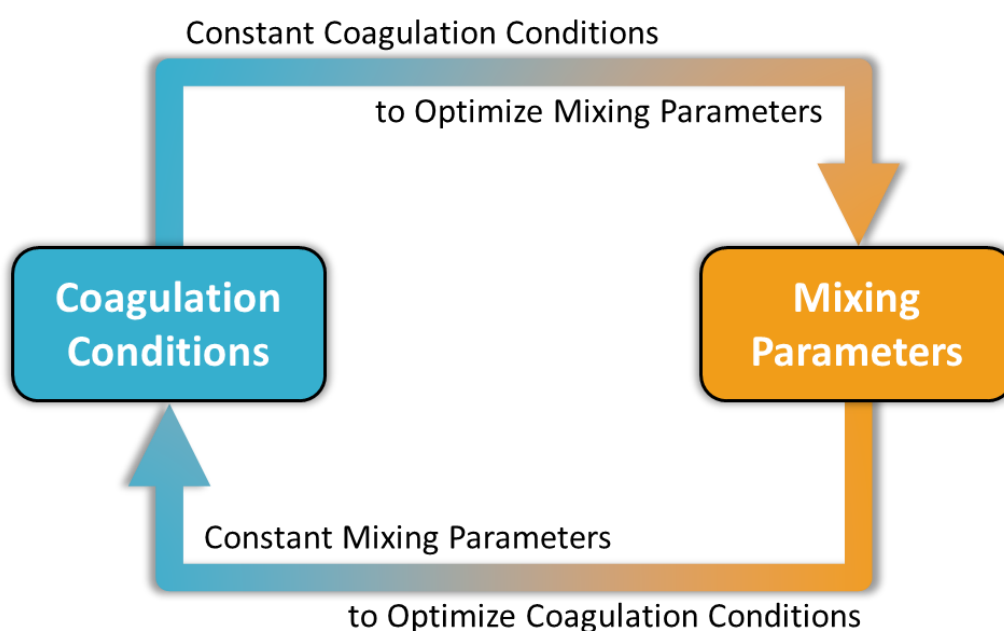 Constant Coagulation Conditions
to Optimize Mixing Parameters
Coagulation
Conditions
Mixing
Parameters
Constant Mixing Parameters
to Optimize Coagulation Conditions